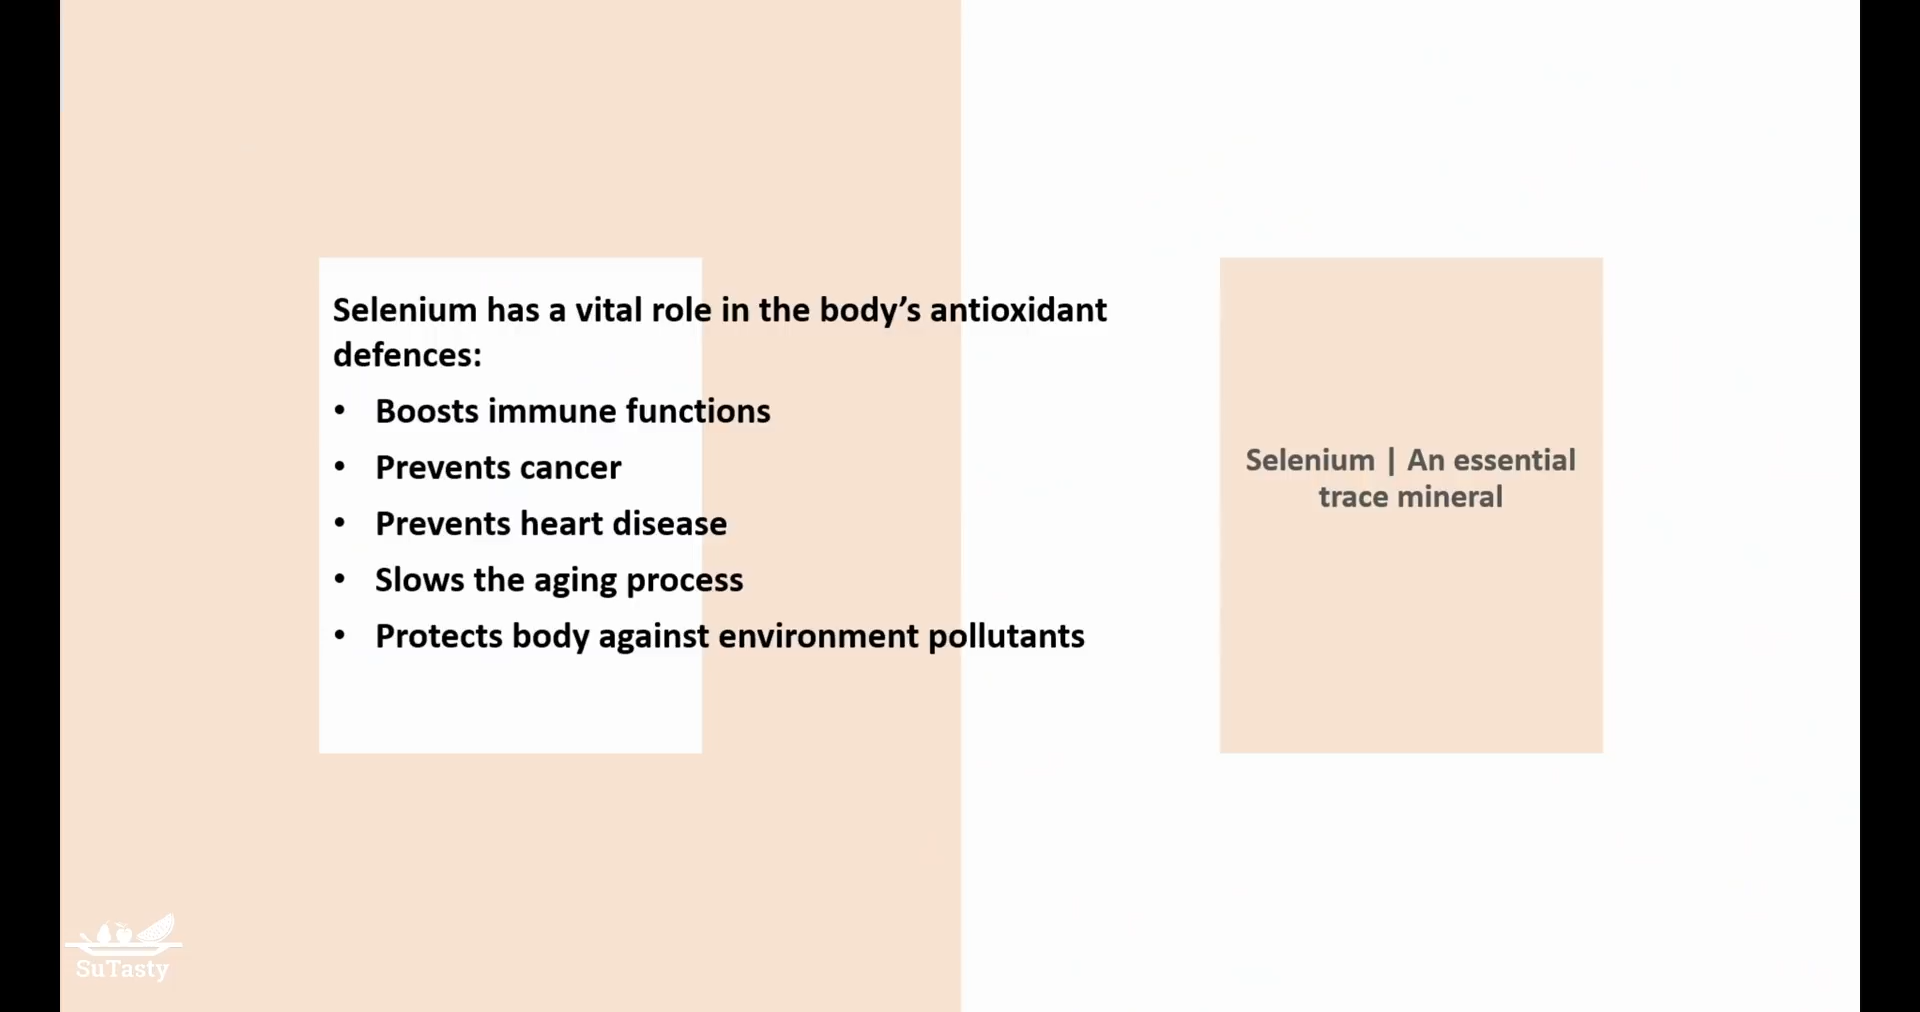 Selenium has a vital role in the body’s antioxidant
defences:
• Boosts immune functions
• Prevents cancer
• Prevents heart disease
• Slows the aging process
• Protects body against environment pollutants
Selenium | An essential
trace mineral
SuTasty